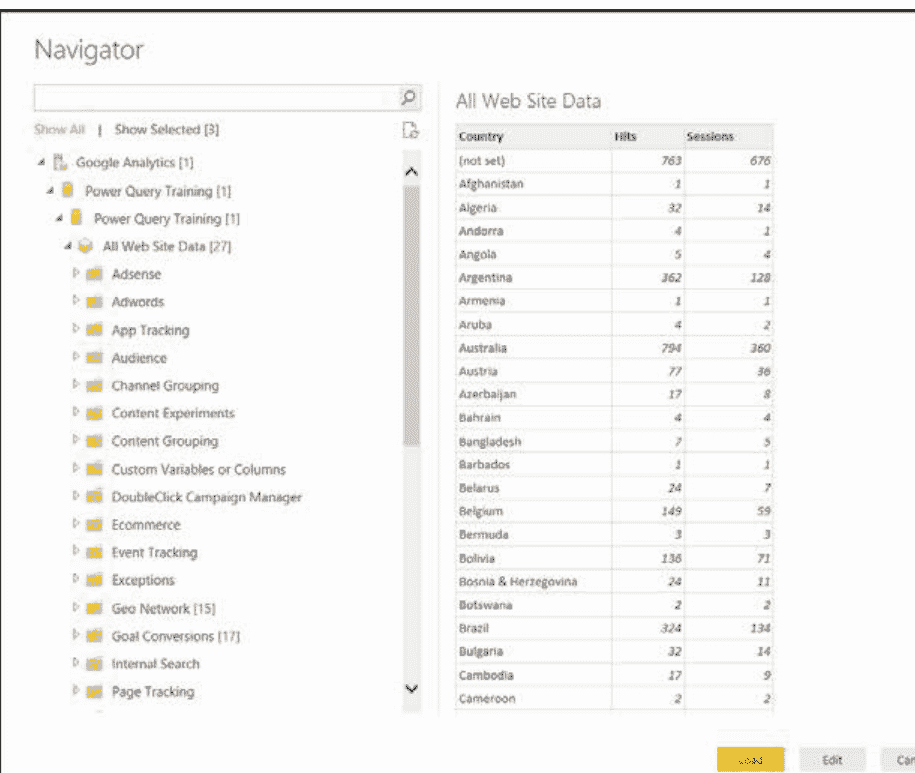 Navigator
Show All | Show Selected [3]
Google Analytics [1]
Power Query Training [1]
Power Query Training [1]
All Web Site Data [27]
Adsense
Adwords
App Tracking
Audience
Channel Grouping
Content Experiments
Content Grouping
Custom Variables or Columns
DoubleClick Campaign Manager
Ecommerce
Event Tracking
Exceptions
Geo Network [15]
Goal Conversions [17]
Internal Search
Page Tracking
All Web Site Data
Country Hits Sessions
(not set) 763 676
Afghanistan 1 1
Algeria 32 14
Andorra 4 1
Angola 5 4
Argentina 362 128
Armenia 1 1
Aruba 4 2
Australia 794 360
Austria 77 36
Azerbaijan 17 8
Bahrain 4 4
Bangladesh 7 5
Barbados 1 1
Belarus 24 7
Belgium 149 59
Bermuda 3 3
Bolivia 136 71
Bosnia & Herzegovina 24 11
Botswana 2 2
Brazil 324 134
Bulgaria 32 14
Cambodia 17 9
Cameroon 2 2
Load Edit Can